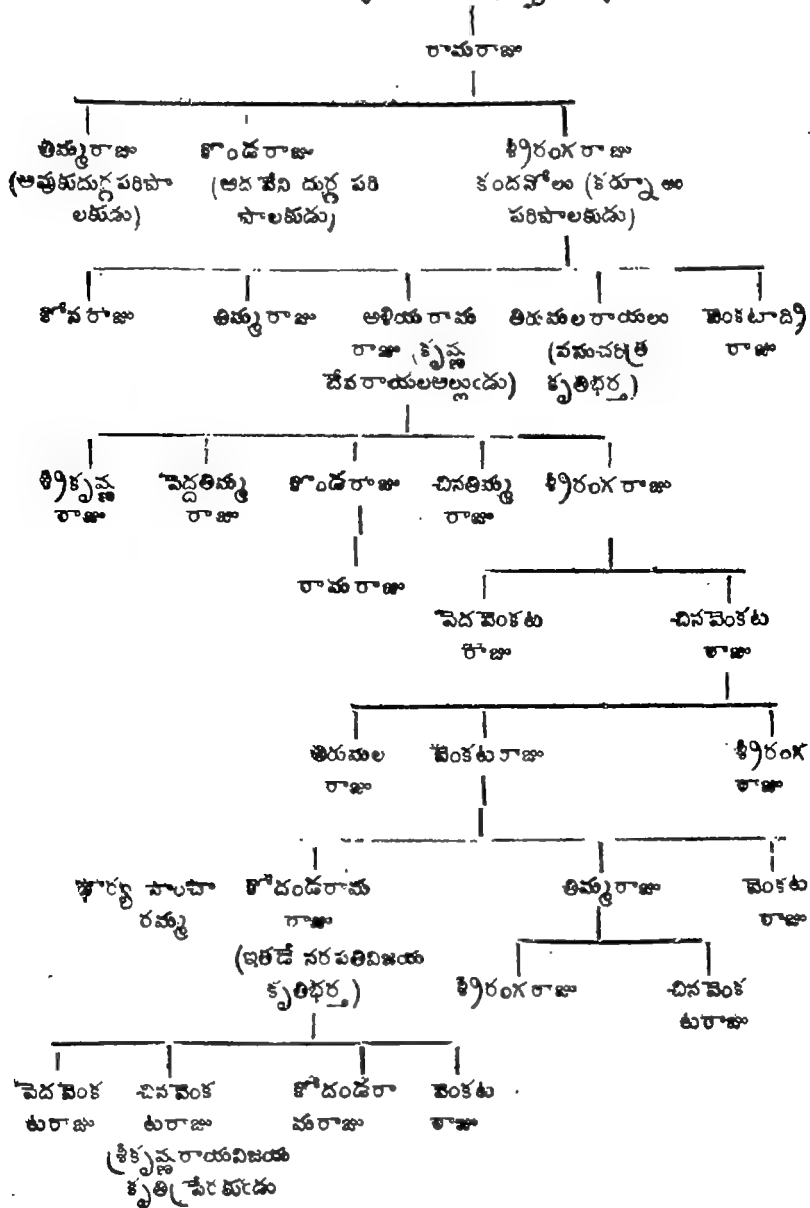 రామరాజు
తిమ్మరాజు కొండరాజు శ్రీరంగరాజు
(అవుకుదుర్గపరిపా (ఆదవేని దుర్గ పరి కందనోలు (కర్నూలు
లకుడు) పాలకుడు) పరిపాలకుడు)
కోనరాజు తిమ్మరాజు అళియరామ తిరుమలరాయలు వెంకటాద్రి
రాజు (కృష్ణ (వసుచరిత్ర రాజు
దేవరాయలఅల్లుఁడు) కృతిభర్త)
శ్రీకృష్ణ పెద్దతిమ్మ కొండరాజు చినతిమ్మ శ్రీరంగరాజు
రాజు రాజు రాజు
రామరాజు
పెదవెంకట చినవెంకట
రాజు రాజు
తిరుమల వెంకటరాజు శ్రీరంగ
రాజు రాజు
భార్య కోదండరామ తిమ్మరాజు వెంకట
రమ్మ రాజు రాజు
(ఇతడే నరపతివిజయ
కృతిభర్త) శ్రీరంగరాజు చినవెంక
టరాజు
పెదవెంక చినవెంక కోదండరా వెంకట
టరాజు టరాజు మరాజు రాజు
(శ్రీకృష్ణరాయవిజయ
కృతిప్రేరకుఁడు